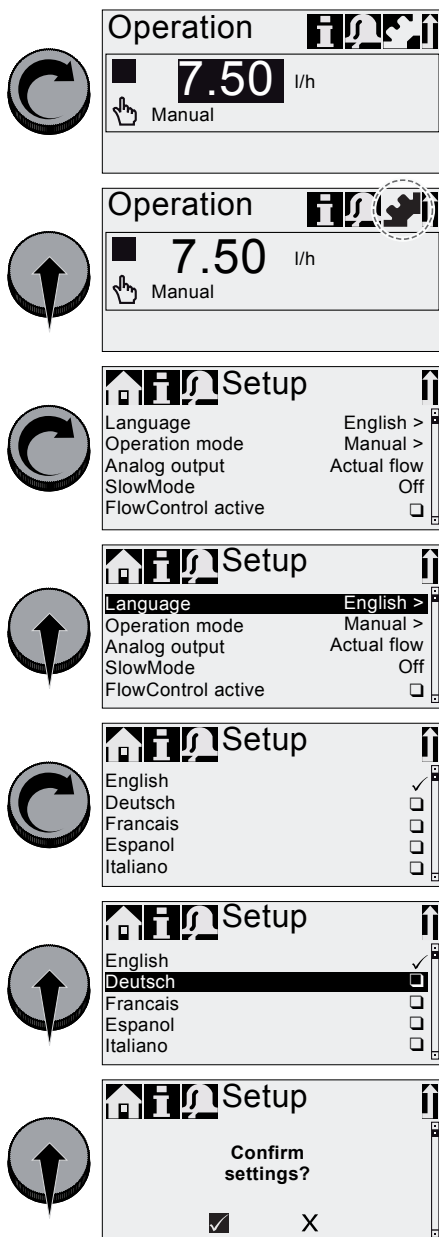 Operation
7.50 l/h
Manual
Operation
7.50 l/h
Manual
Setup
Language English >
Operation mode Manual >
Analog output Actual flow
SlowMode Off
FlowControl active
Setup
Language English >
Operation mode Manual >
Analog output Actual flow
SlowMode Off
FlowControl active
Setup
English
Deutsch
Francais
Espanol
Italiano
Setup
English
Deutsch
Francais
Espanol
Italiano
Setup
Confirm
settings?
X